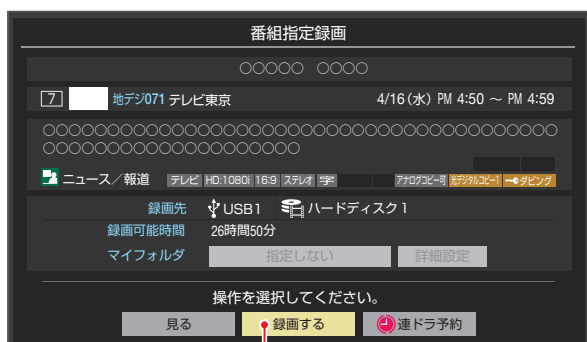 番組指定録画
○○○○○ ○○○○
7 地デジ071 テレビ東京 4/16(水) PM 4:50 ～ PM 4:59
○○○○○○○○○○○○○○○○○○○○○○○○○○○○○○○○
○○○○○○○○○○○○○○○○
ニュース／報道 テレビ HD:1080i 16:9 ステレオ 字 アナログコピー可 光デジタルコピー1 ダビング
録画先 USB1 ハードディスク1
録画可能時間 26時間50分
マイフォルダ 指定しない 詳細設定
操作を選択してください。
見る 録画する 連ドラ予約